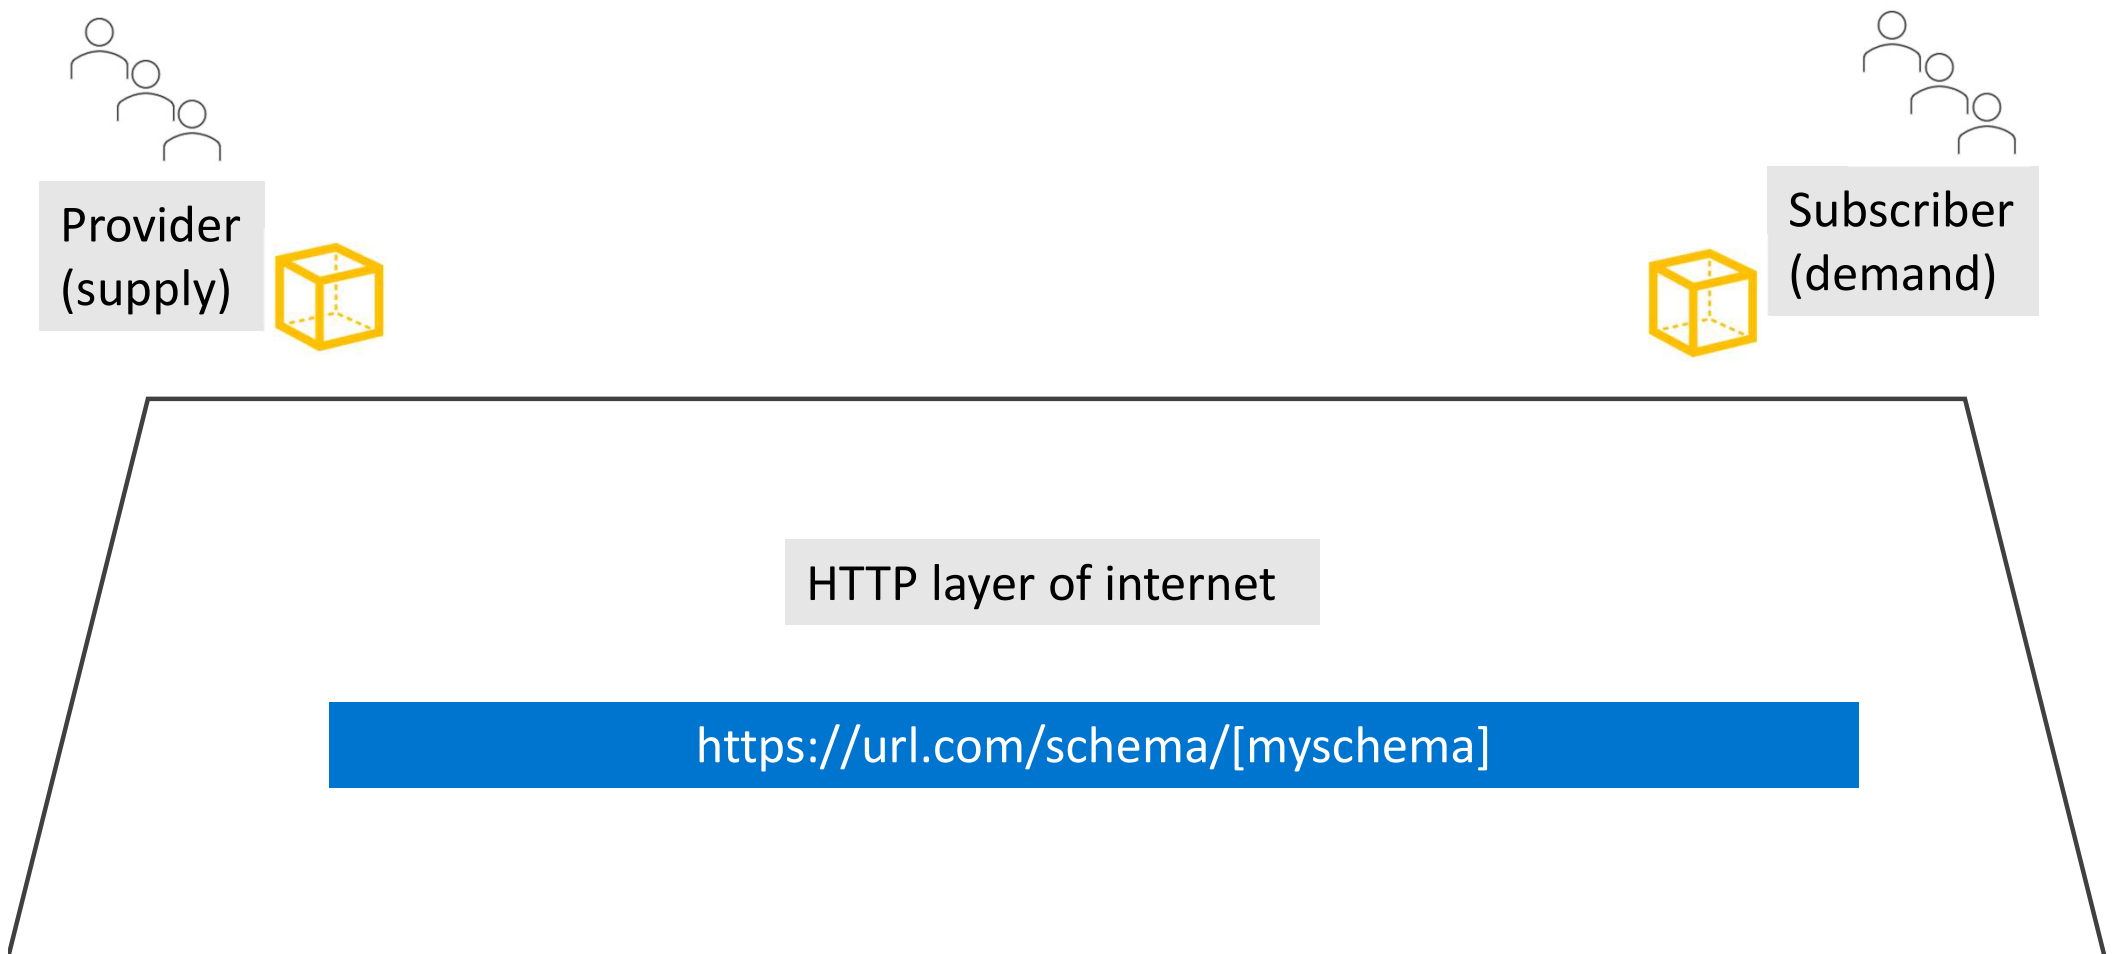 Provider
(supply)
Subscriber
(demand)
HTTP layer of internet
https://url.com/schema/[myschema]